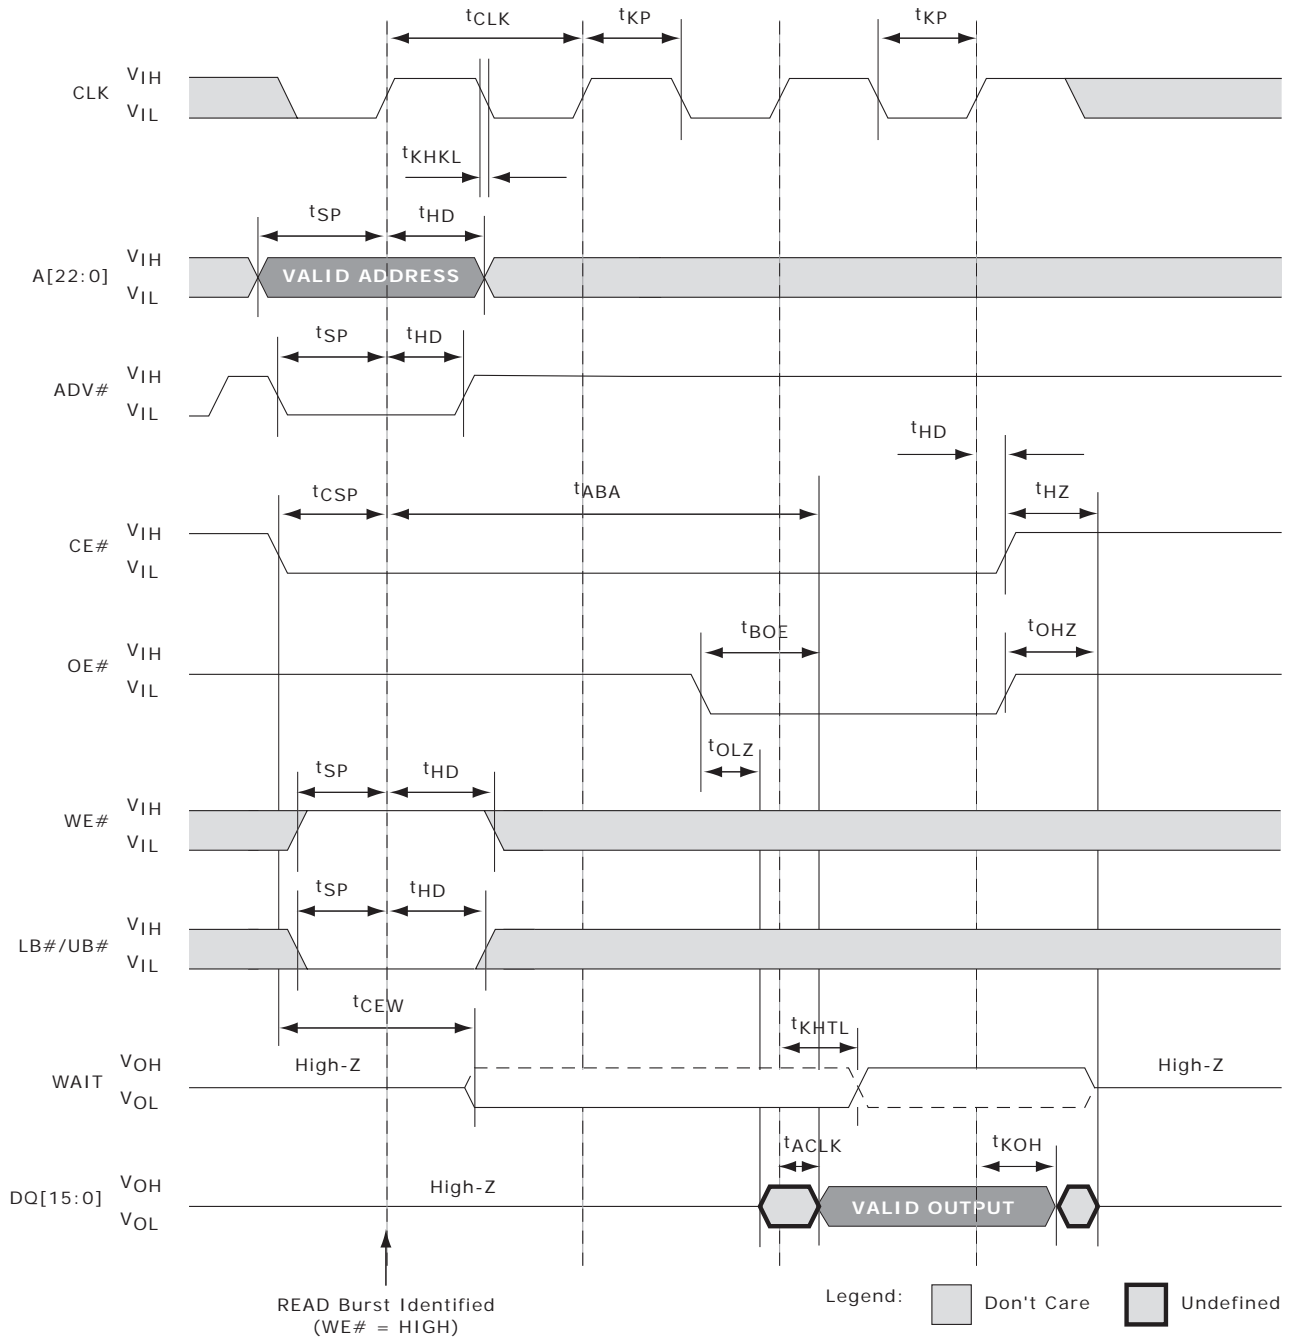 tCLK tKP tKP
CLK VIH
VIL
tKHKL
tSP tHD
A[22:0] VIH
VALID ADDRESS
VIL
tSP tHD
ADV# VIH
VIL
tHD
tCSP tABA tHZ
CE# VIH
VIL
tBOE tOHZ
OE# VIH
VIL
tOLZ
tSP tHD
WE# VIH
VIL
tSP tHD
LB#/UB# VIH
VIL
tCEW
tKHTL
WAIT VOH High-Z High-Z
VOL
tACLK tKOH
DQ[15:0] VOH High-Z
VALID OUTPUT
VOL
READ Burst Identified
(WE# = HIGH)
Legend: Don't Care Undefined